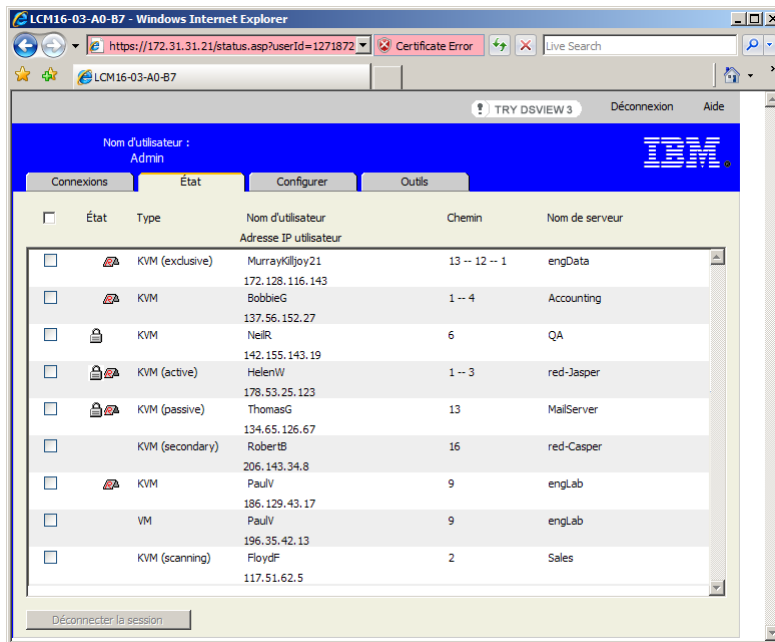 LCM16-03-A0-B7 - Windows Internet Explorer
https://172.31.31.21/status.asp?userId=1271872
Certificate Error
Live Search
LCM16-03-A0-B7
TRY DSVIEW 3
Déconnexion
Aide
Nom d'utilisateur :
Admin
IBM
Connexions
État
Configurer
Outils
État Type Nom d'utilisateur Chemin Nom de serveur
Adresse IP utilisateur
KVM (exclusive) MurrayKilljoy21 13 -- 12 -- 1 engData
172.128.116.143
KVM BobbieG 1 -- 4 Accounting
137.56.152.27
KVM NeilR 6 QA
142.155.143.19
KVM (active) HelenW 1 -- 3 red-Jasper
178.53.25.123
KVM (passive) ThomasG 13 MailServer
134.65.126.67
KVM (secondary) RobertB 16 red-Casper
206.143.34.8
KVM PaulV 9 engLab
186.129.43.17
VM PaulV 9 engLab
196.35.42.13
KVM (scanning) FloydF 2 Sales
117.51.62.5
Déconnecter la session